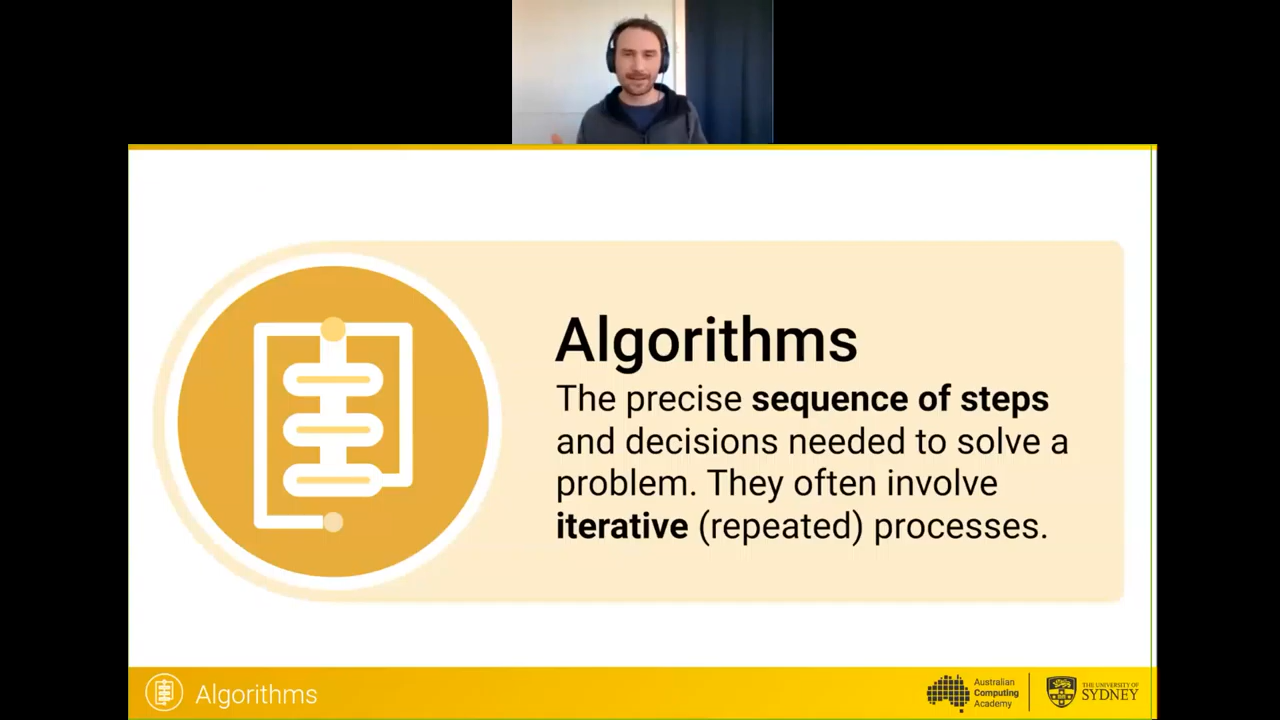 Algorithms
The precise sequence of steps
and decisions needed to solve a
problem. They often involve
iterative (repeated) processes.
Algorithms
Australian
Computing
Academy
THE UNIVERSITY OF
SYDNEY